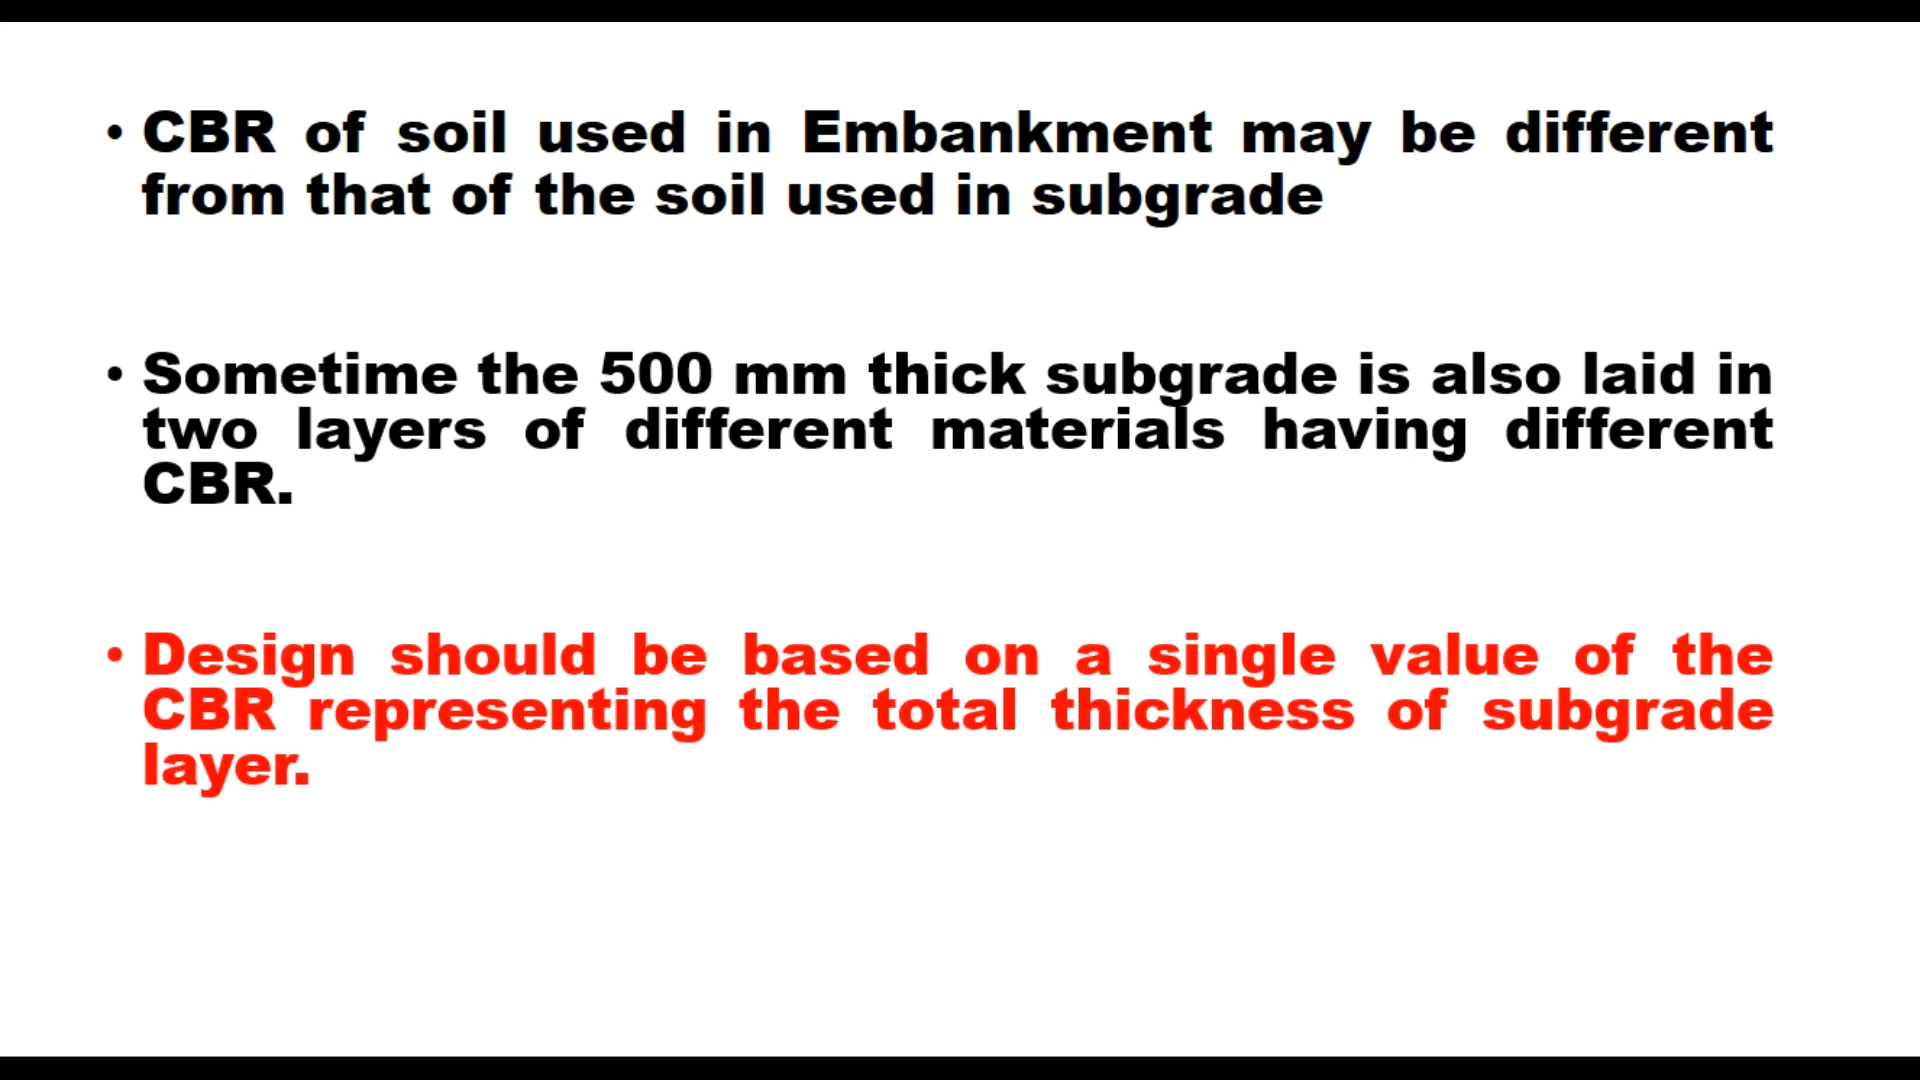 • CBR of soil used in Embankment may be different
from that of the soil used in subgrade
• Sometime the 500 mm thick subgrade is also laid in
two layers of different materials having different
CBR.
• Design should be based on a single value of the
CBR representing the total thickness of subgrade
layer.